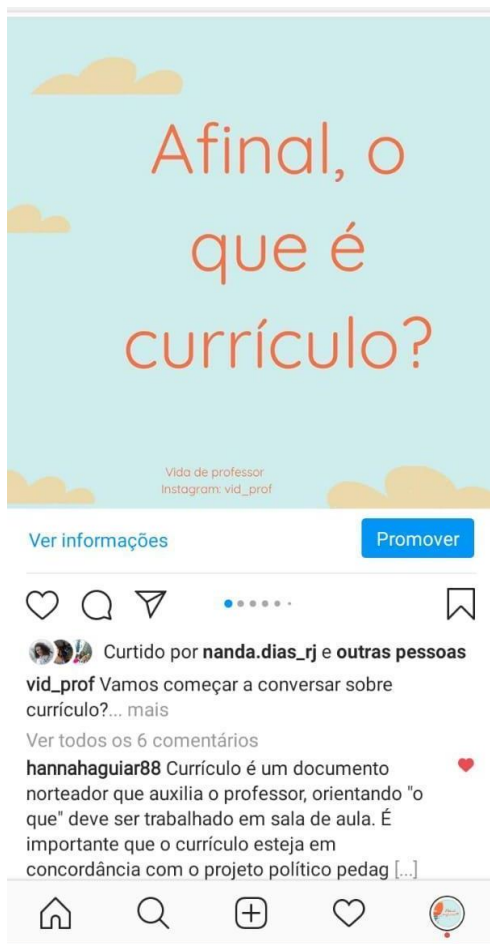 Afinal, o
que é
currículo?
Vida de professor
Instagram: vid_prof
Ver informações
Promover
Curtido por nanda.dias_rj e outras pessoas
vid_prof Vamos começar a conversar sobre
currículo?... mais
Ver todos os 6 comentários
hannahaguiar88 Currículo é um documento
norteador que auxilia o professor, orientando "o
que" deve ser trabalhado em sala de aula. É
importante que o currículo esteja em
concordância com o projeto político pedag [...]